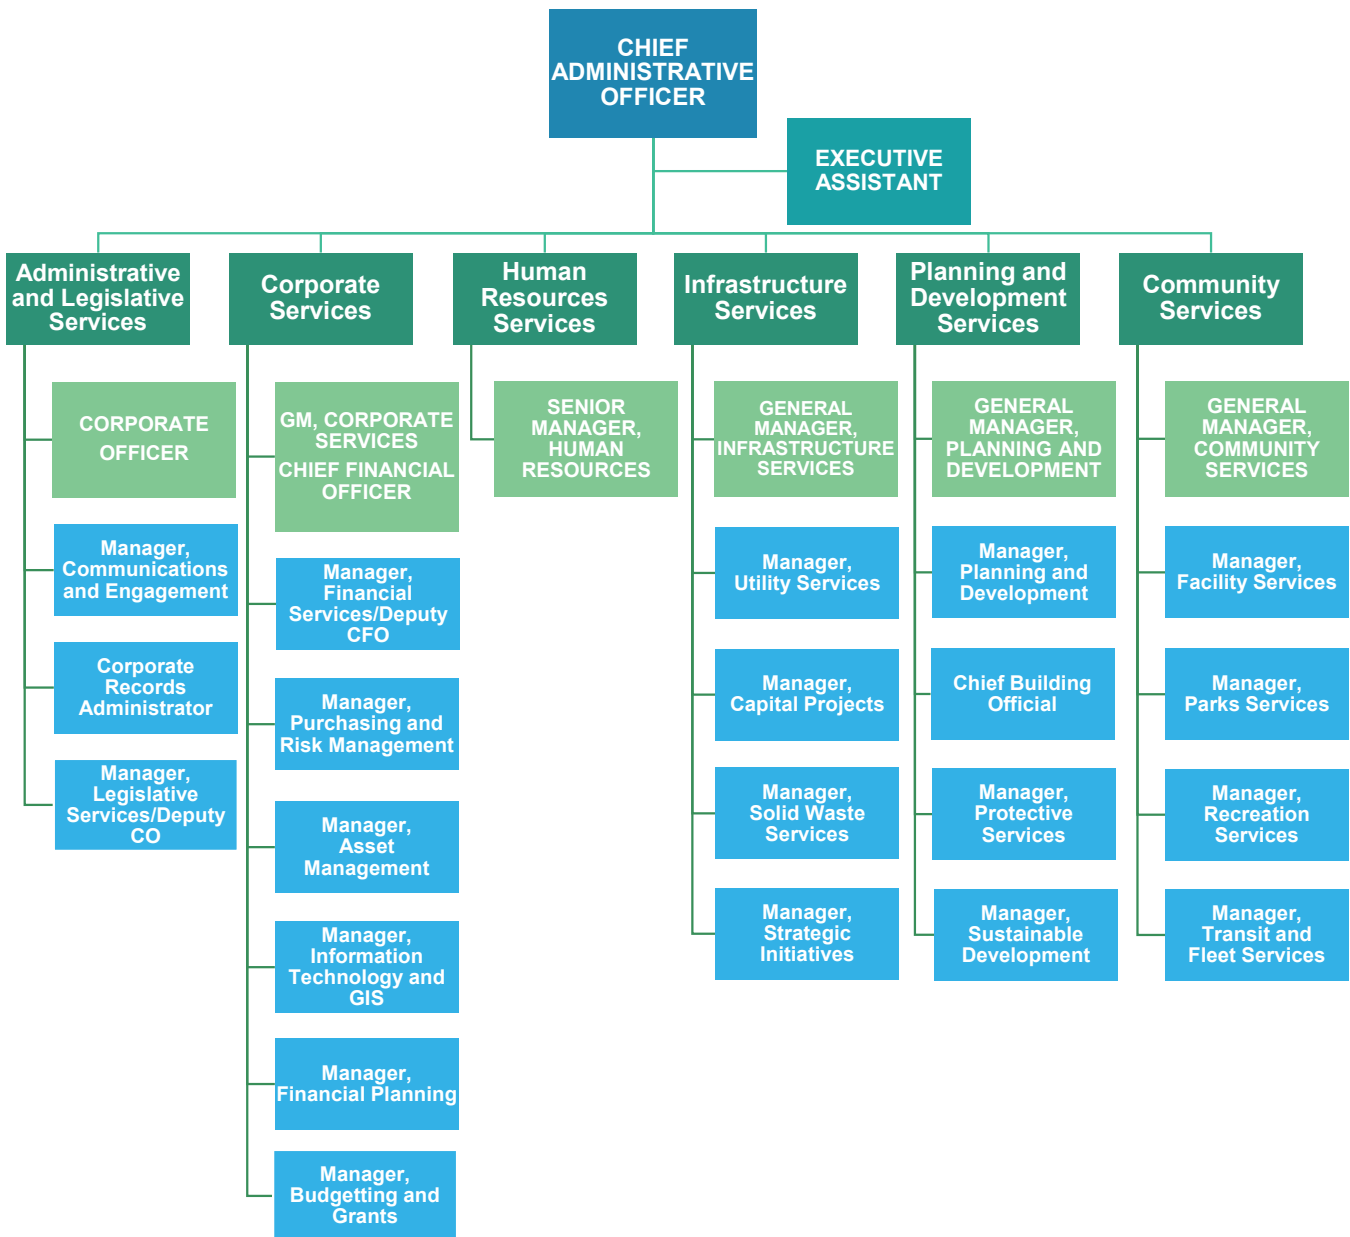 CHIEF
ADMINISTRATIVE
OFFICER
EXECUTIVE
ASSISTANT
Administrative
and Legislative
Services
CORPORATE
OFFICER
Manager,
Communications
and Engagement
Corporate
Records
Administrator
Manager,
Legislative
Services/Deputy
CO
Corporate
Services
GM, CORPORATE
SERVICES
CHIEF FINANCIAL
OFFICER
Manager,
Financial
Services/Deputy
CFO
Manager,
Purchasing and
Risk Management
Manager,
Asset
Management
Manager,
Information
Technology and
GIS
Manager,
Financial Planning
Manager,
Budgetting and
Grants
Human
Resources
Services
SENIOR
MANAGER,
HUMAN
RESOURCES
Infrastructure
Services
GENERAL
MANAGER,
INFRASTRUCTURE
SERVICES
Manager,
Utility Services
Manager,
Capital Projects
Manager,
Solid Waste
Services
Manager,
Strategic
Initiatives
Planning and
Development
Services
GENERAL
MANAGER,
PLANNING AND
DEVELOPMENT
Manager,
Planning and
Development
Chief Building
Official
Manager,
Protective
Services
Manager,
Sustainable
Development
Community
Services
GENERAL
MANAGER,
COMMUNITY
SERVICES
Manager,
Facility Services
Manager,
Parks Services
Manager,
Recreation
Services
Manager,
Transit and
Fleet Services